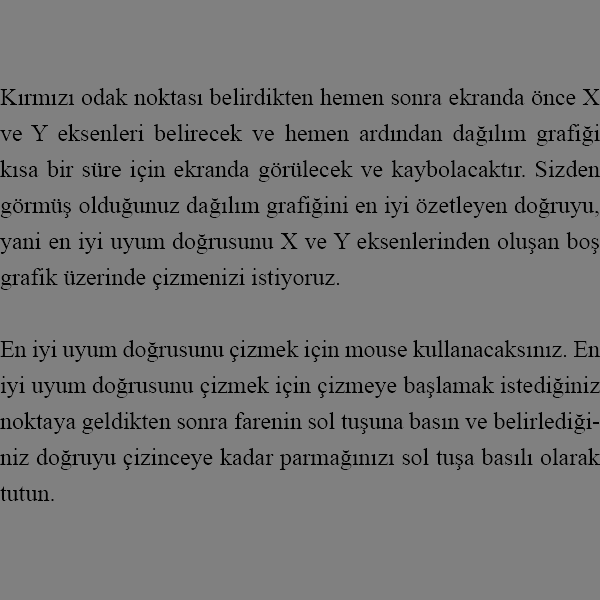 Kırmızı odak noktası belirdikten hemen sonra ekranda önce X
ve Y eksenleri belirecek ve hemen ardından dağılım grafiği
kısa bir süre için ekranda görülecek ve kaybolacaktır. Sizden
görmüş olduğunuz dağılım grafiğini en iyi özetleyen doğruyu,
yani en iyi uyum doğrusunu X ve Y eksenlerinden oluşan boş
grafik üzerinde çizmenizi istiyoruz.
En iyi uyum doğrusunu çizmek için mouse kullanacaksınız. En
iyi uyum doğrusunu çizmek için çizmeye başlamak istediğiniz
noktaya geldikten sonra farenin sol tuşuna basın ve belirlediği-
niz doğruyu çizinceye kadar parmağınızı sol tuşa basılı olarak
tutun.